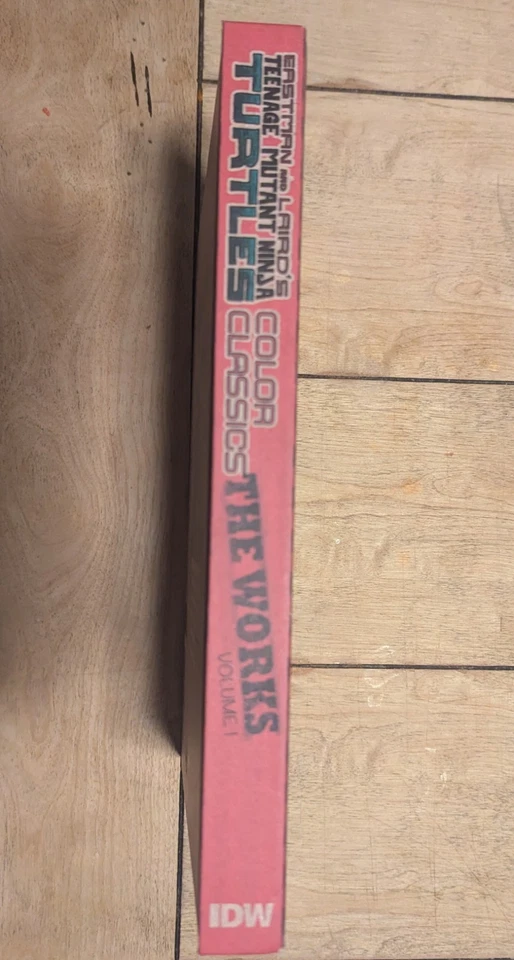 EASTMAN AND LAIRD'S
TEENAGE MUTANT NINJA
TURTLES
COLOR
CLASSICS
THE WORKS
VOLUME 1
IDW